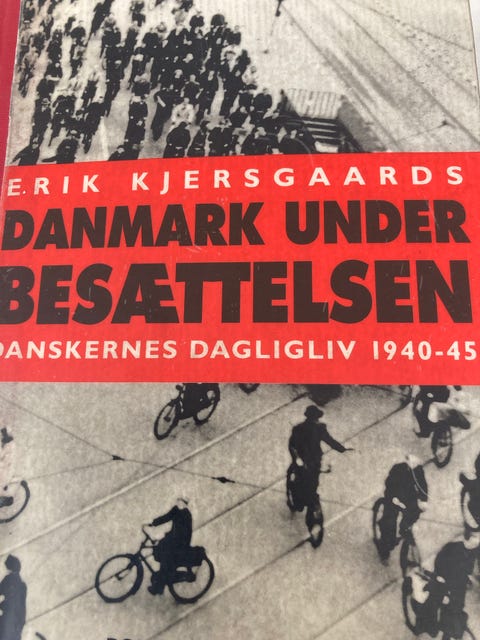 ERIK KJERSGAARDS
DANMARK UNDER
BESÆTTELSEN
DANSKERNES DAGLIGLIV 1940-45